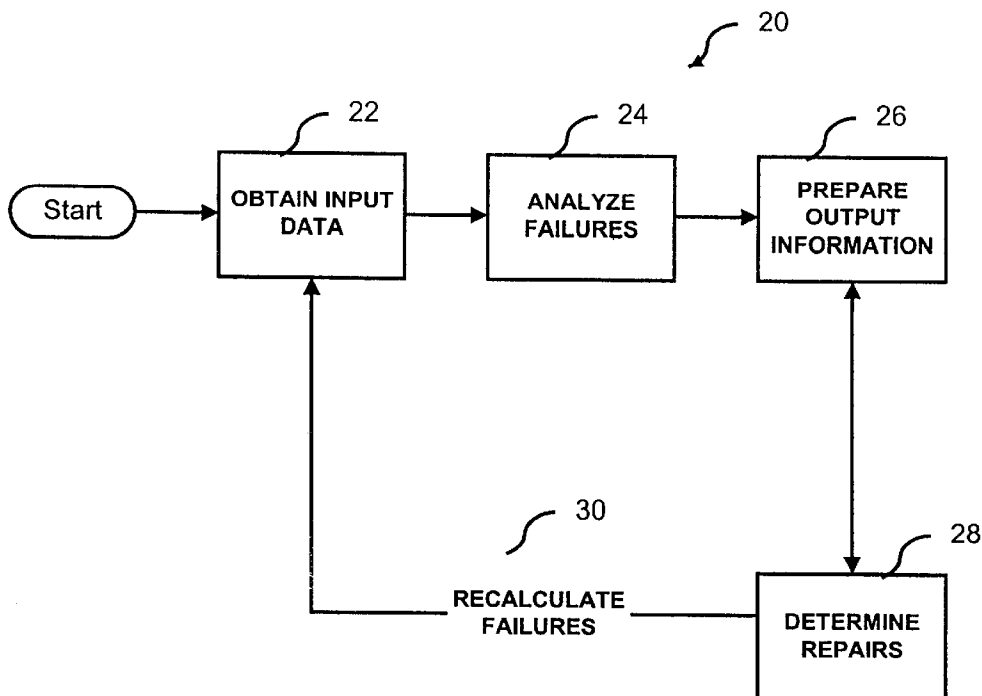 20
22
24
26
Start
OBTAIN INPUT
DATA
ANALYZE
FAILURES
PREPARE
OUTPUT
INFORMATION
30
28
RECALCULATE
FAILURES
DETERMINE
REPAIRS